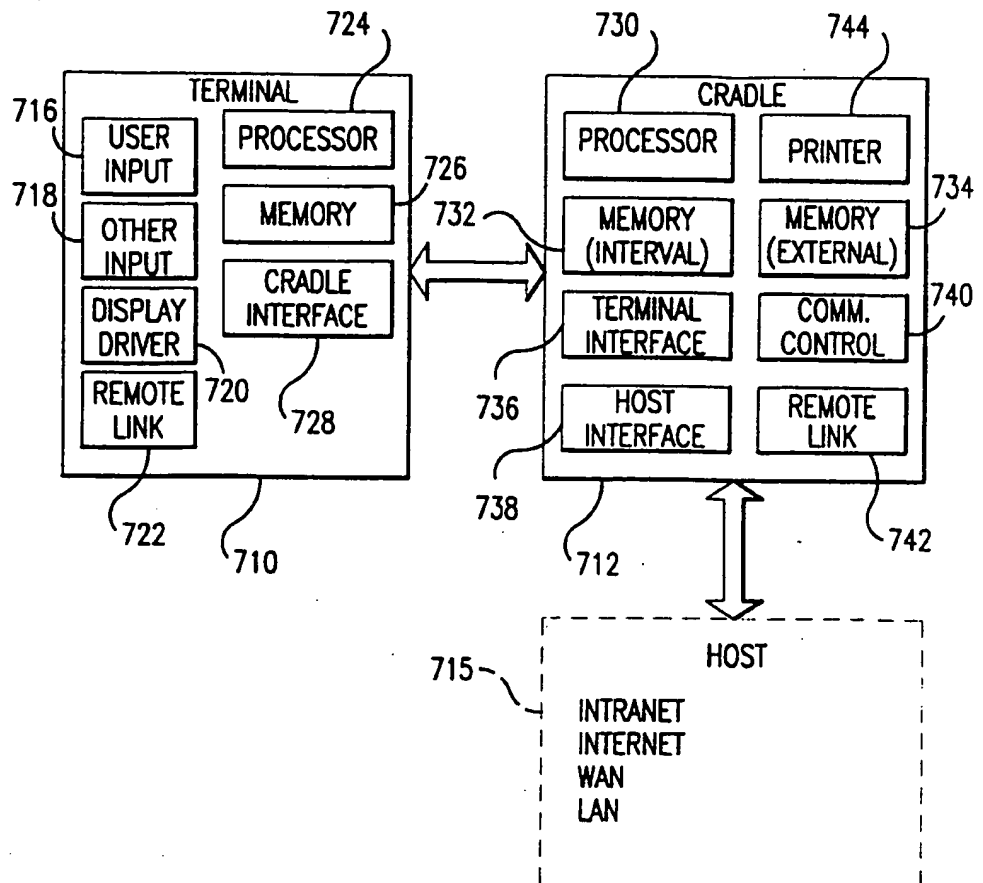 724
730
744
TERMINAL
CRADLE
716
USER
INPUT
PROCESSOR
PROCESSOR
PRINTER
718
726
734
OTHER
INPUT
MEMORY
732
MEMORY
(INTERVAL)
MEMORY
(EXTERNAL)
DISPLAY
DRIVER
CRADLE
INTERFACE
TERMINAL
INTERFACE
COMM.
CONTROL
740
720
REMOTE
LINK
728
736
HOST
INTERFACE
REMOTE
LINK
722
710
738
712
742
HOST
715
INTRANET
INTERNET
WAN
LAN